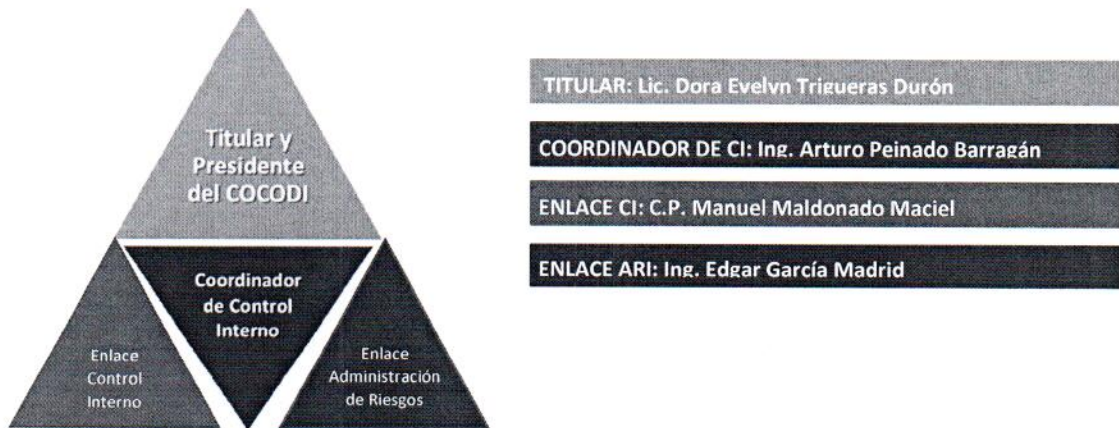 Titular y
Presidente
del COCODI
Coordinador
de Control
Interno
Enlace
Control
Interno
Enlace
Administración
de Riesgos
TITULAR: Lic. Dora Evelyn Trigueras Durón
COORDINADOR DE CI: Ing. Arturo Peinado Barragán
ENLACE CI: C.P. Manuel Maldonado Maciel
ENLACE ARI: Ing. Edgar García Madrid